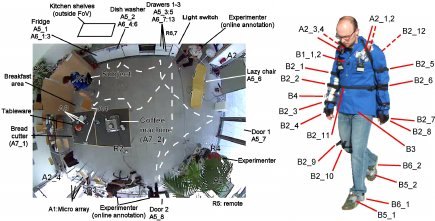 Kitchen shelves
(outside FoV)
Fridge
A5_1
A6_1:3
Dish washer
A5_2
A6_4:6
Drawers 1-3
A5_3:5
A6_7:13
R6,7
Light switch
Experimenter
(online annotation)
Subject
Lazy chair
A6_6
Breakfast
area
Tableware
Bread
cutter
(A7_1)
Coffee
machine
(A7_2)
Door 1
A5_7
Experimenter
A2_4
A1:Micro array
Experimenter
(online annotation)
Door 2
A5_8
R5: remote
A2_3,4
A1_2
B2_12
B1_1,2
B2_1
B2_2
B4
B2_3
B2_4
B2_5
B2_6
B2_7
B2_8
B2_11
B3
B2_9
B2_10
B6_2
B5_2
B6_1
B5_1